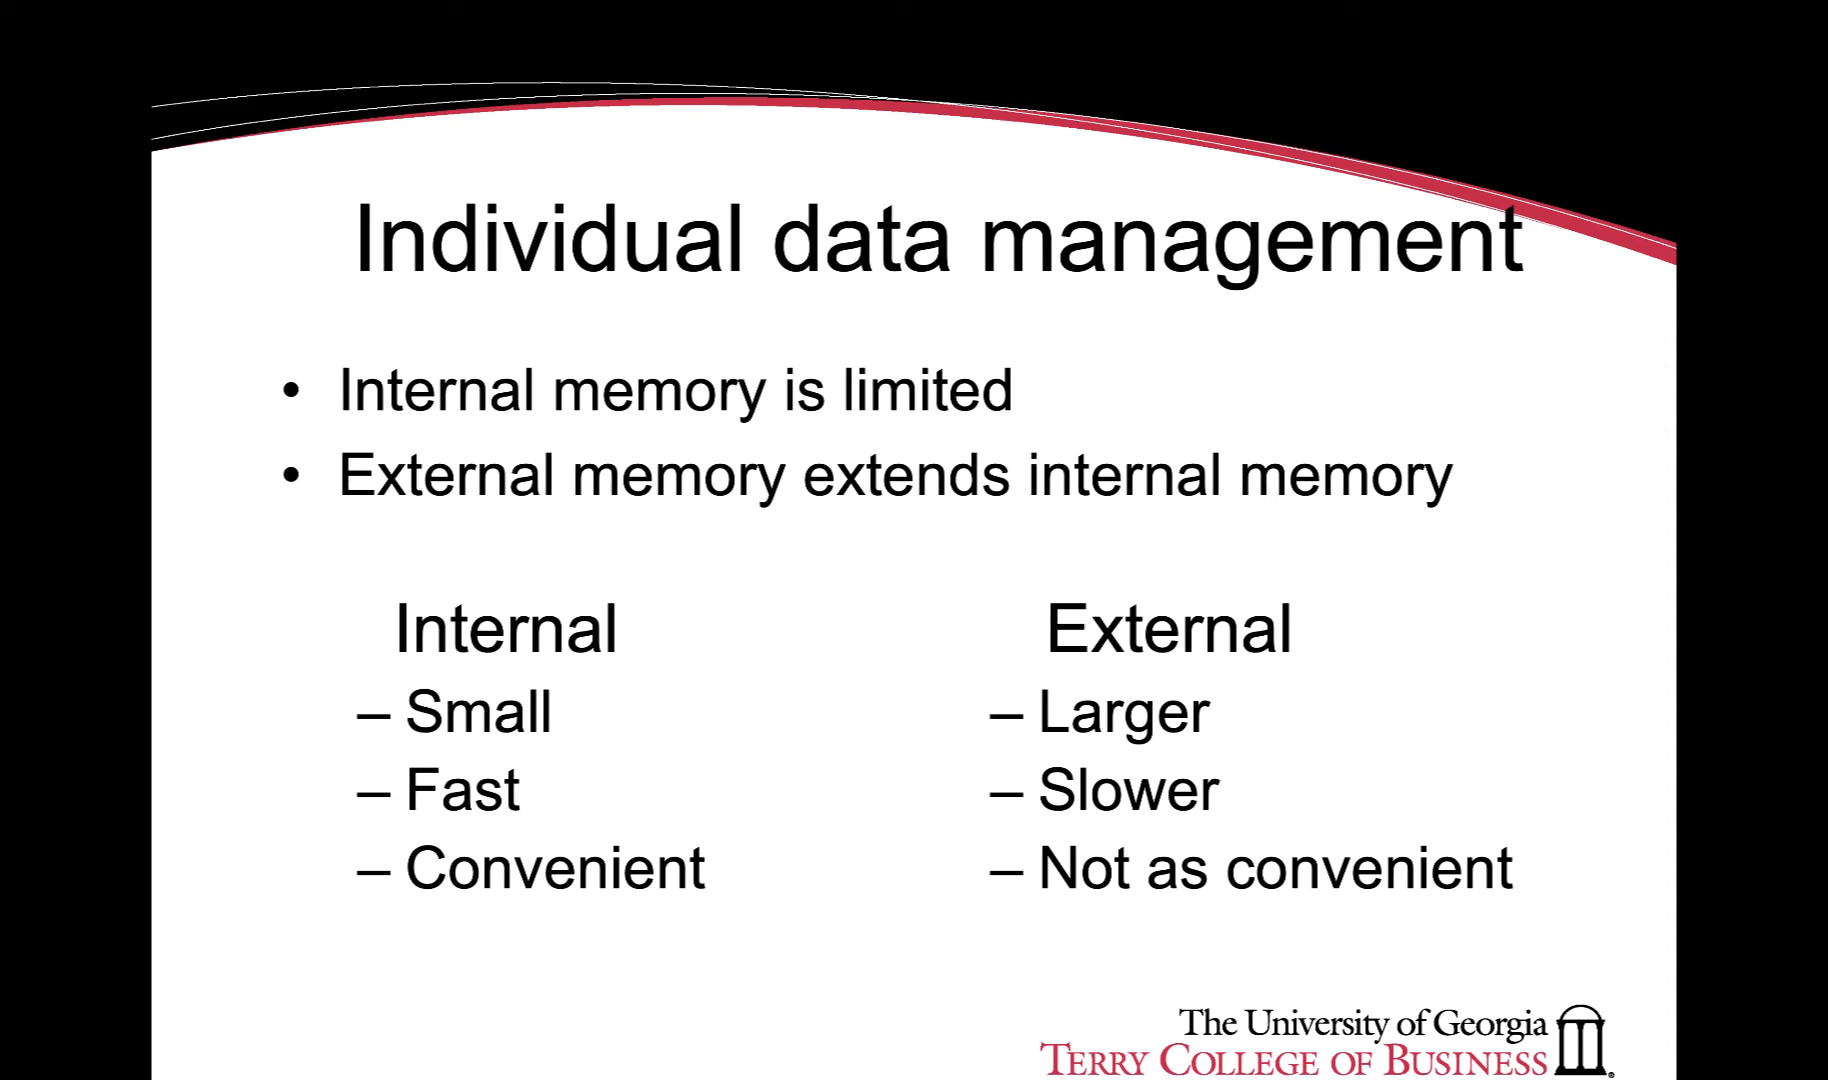 Individual data management
• Internal memory is limited
• External memory extends internal memory
Internal
– Small
– Fast
– Convenient
External
– Larger
– Slower
– Not as convenient
The University of Georgia
TERRY COLLEGE OF BUSINESS